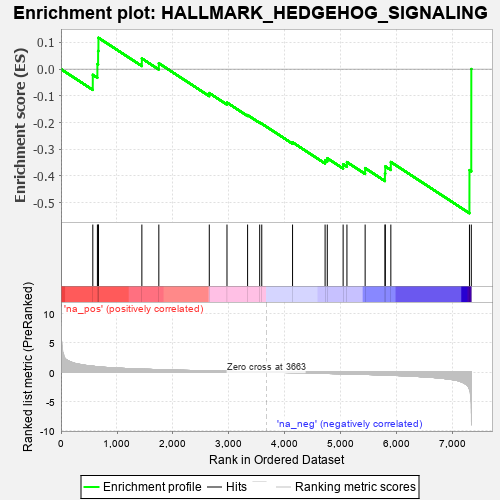 Enrichment plot: HALLMARK_HEDGEHOG_SIGNALING
Enrichment score (ES)
0.1
0.0
-0.1
-0.2
-0.3
-0.4
-0.5
'na_pos' (positively correlated)
Ranked list metric (PreRanked)
10
5
0
-5
-10
Zero cross at 3663
'na_neg' (negatively correlated)
0
1,000
2,000
3,000
4,000
5,000
6,000
7,000
Rank in Ordered Dataset
Enrichment profile
Hits
Ranking metric scores